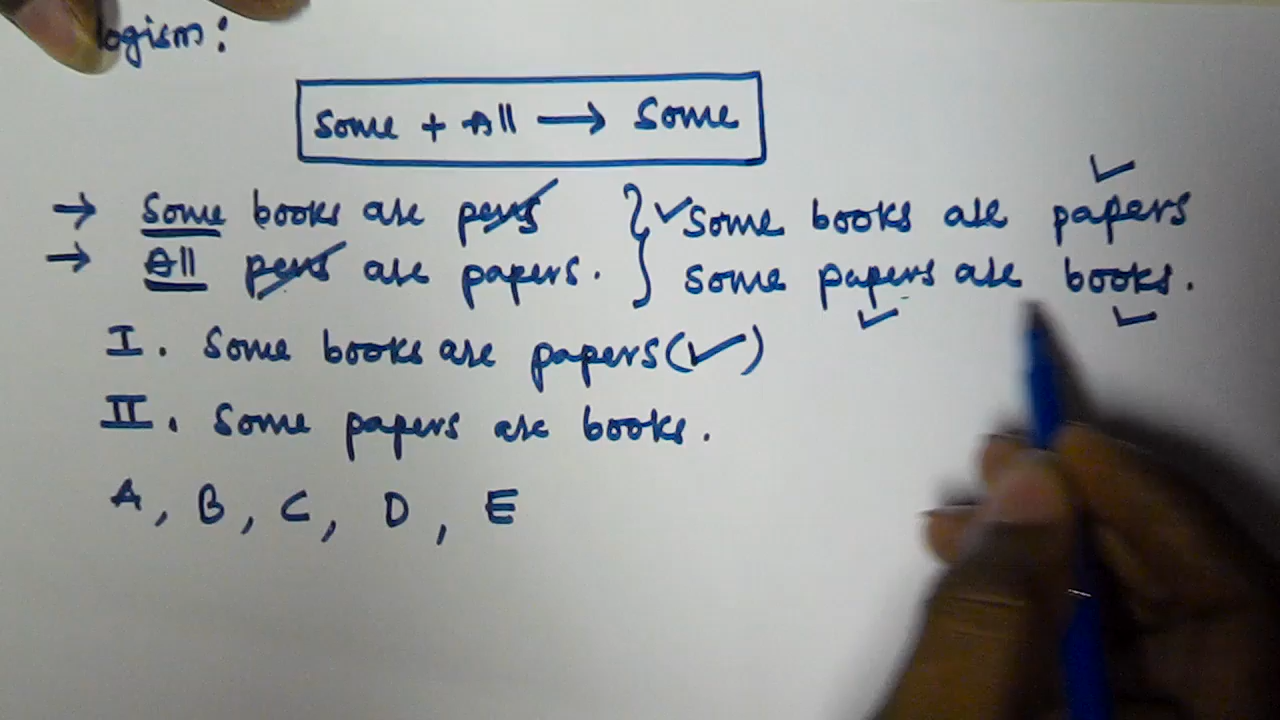 logism:
Some + All → Some
→ Some books are pens } ✓Some books are papers ✓
→ All pens are papers. } Some papers are books. ✓ ✓
I. Some books are papers (✓)
II. Some papers are books.
A, B, C, D, E